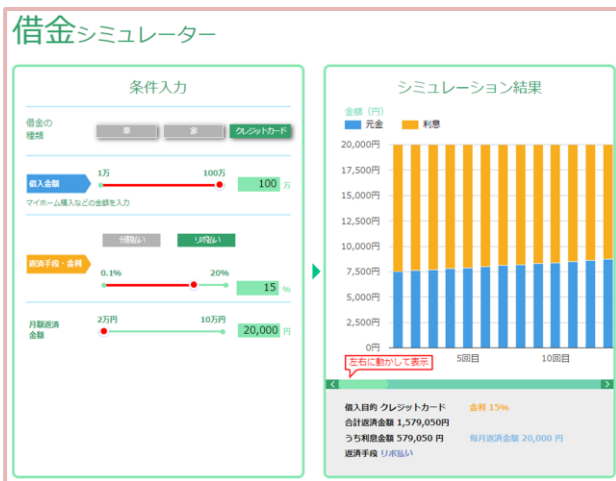 借金シミュレーター
条件入力
借金の
種類
車
家
クレジットカード
借入金額
1万
100万
100 万
マイホーム購入などの金額を入力
分割払い
リボ払い
返済手段・金利
0.1%
20%
15 %
月額返済
金額
2万円
10万円
20,000 円
シミュレーション結果
金額（円）
元金
利息
20,000円
17,500円
15,000円
12,500円
10,000円
7,500円
5,000円
2,500円
0円
5回目
10回目
左右に動かして表示
借入目的 クレジットカード
金利 15%
合計返済金額 1,579,050円
うち利息金額 579,050 円
毎月返済金額 20,000 円
返済手段 リボ払い